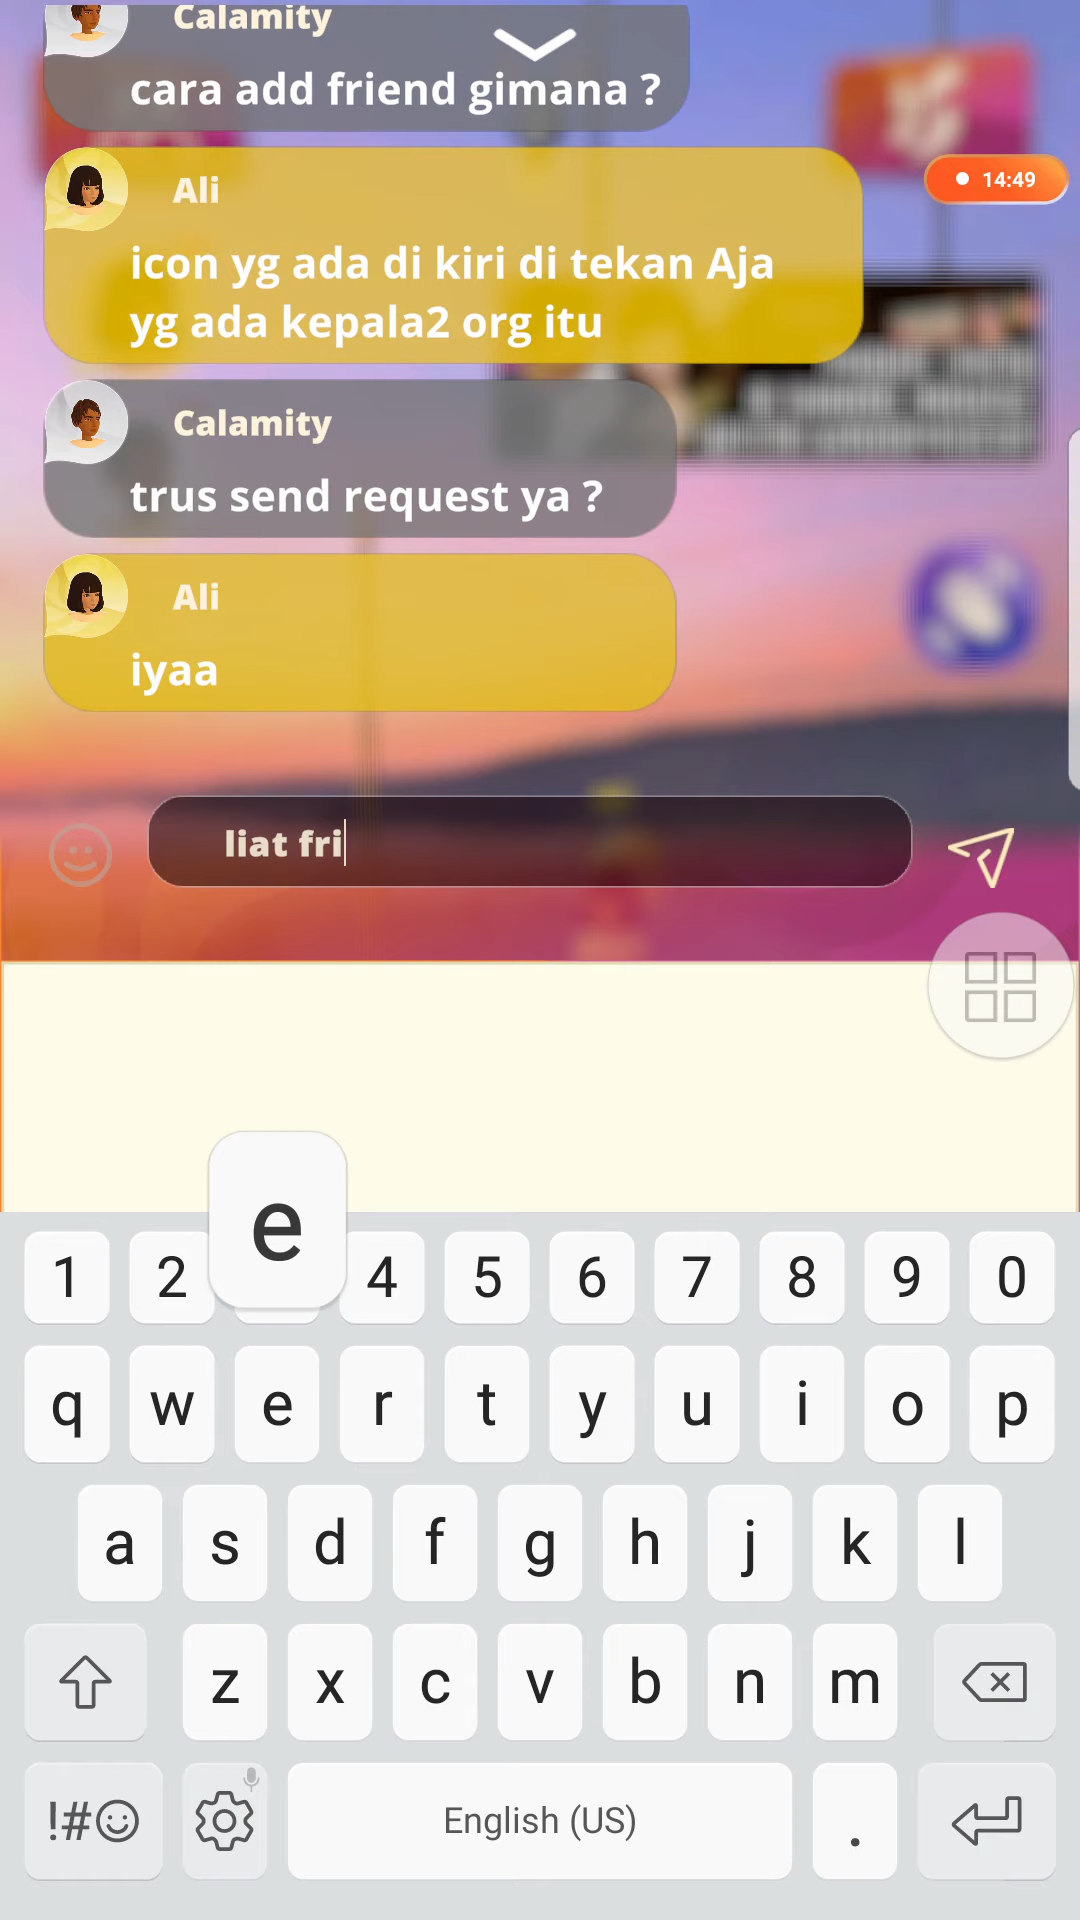 Calamity
cara add friend gimana ?
Ali
14:49
icon yg ada di kiri di tekan Aja
yg ada kepala2 org itu
Calamity
trus send request ya ?
Ali
iyaa
liat fri
e
1 2 4 5 6 7 8 9 0
q w e r t y u i o p
a s d f g h j k l
z x c v b n m
!# English (US) .